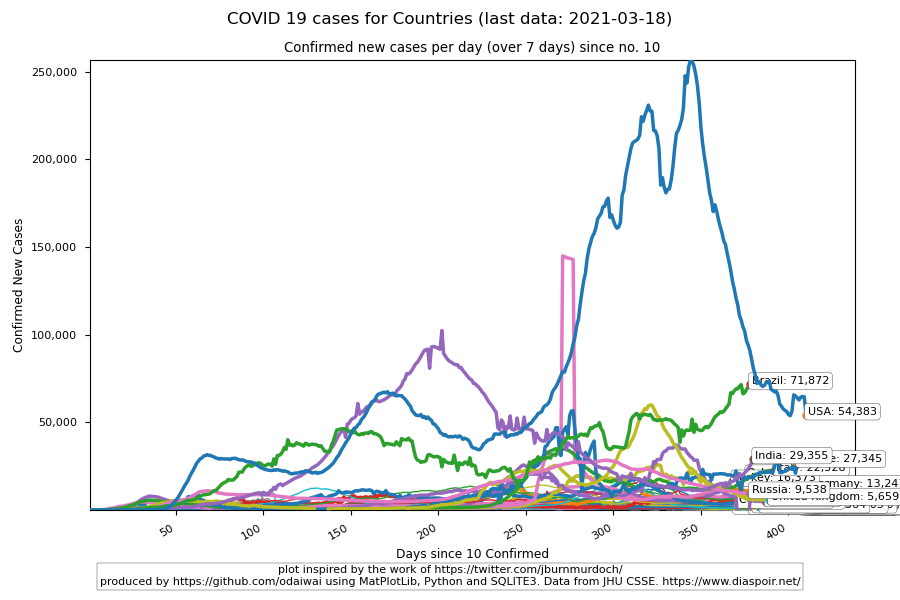 COVID 19 cases for Countries (last data: 2021-03-18)
Confirmed new cases per day (over 7 days) since no. 10
250,000
200,000
150,000
100,000
50,000
Confirmed New Cases
Brazil: 71,872
USA: 54,383
India: 29,355
27,345
13,24
Russia: 9,538
5,659
50
100
150
200
250
300
350
400
Days since 10 Confirmed
plot inspired by the work of https://twitter.com/jburnmurdoch/
produced by https://github.com/odaiwai using MatPlotLib, Python and SQLITE3. Data from JHU CSSE. https://www.diaspoir.net/